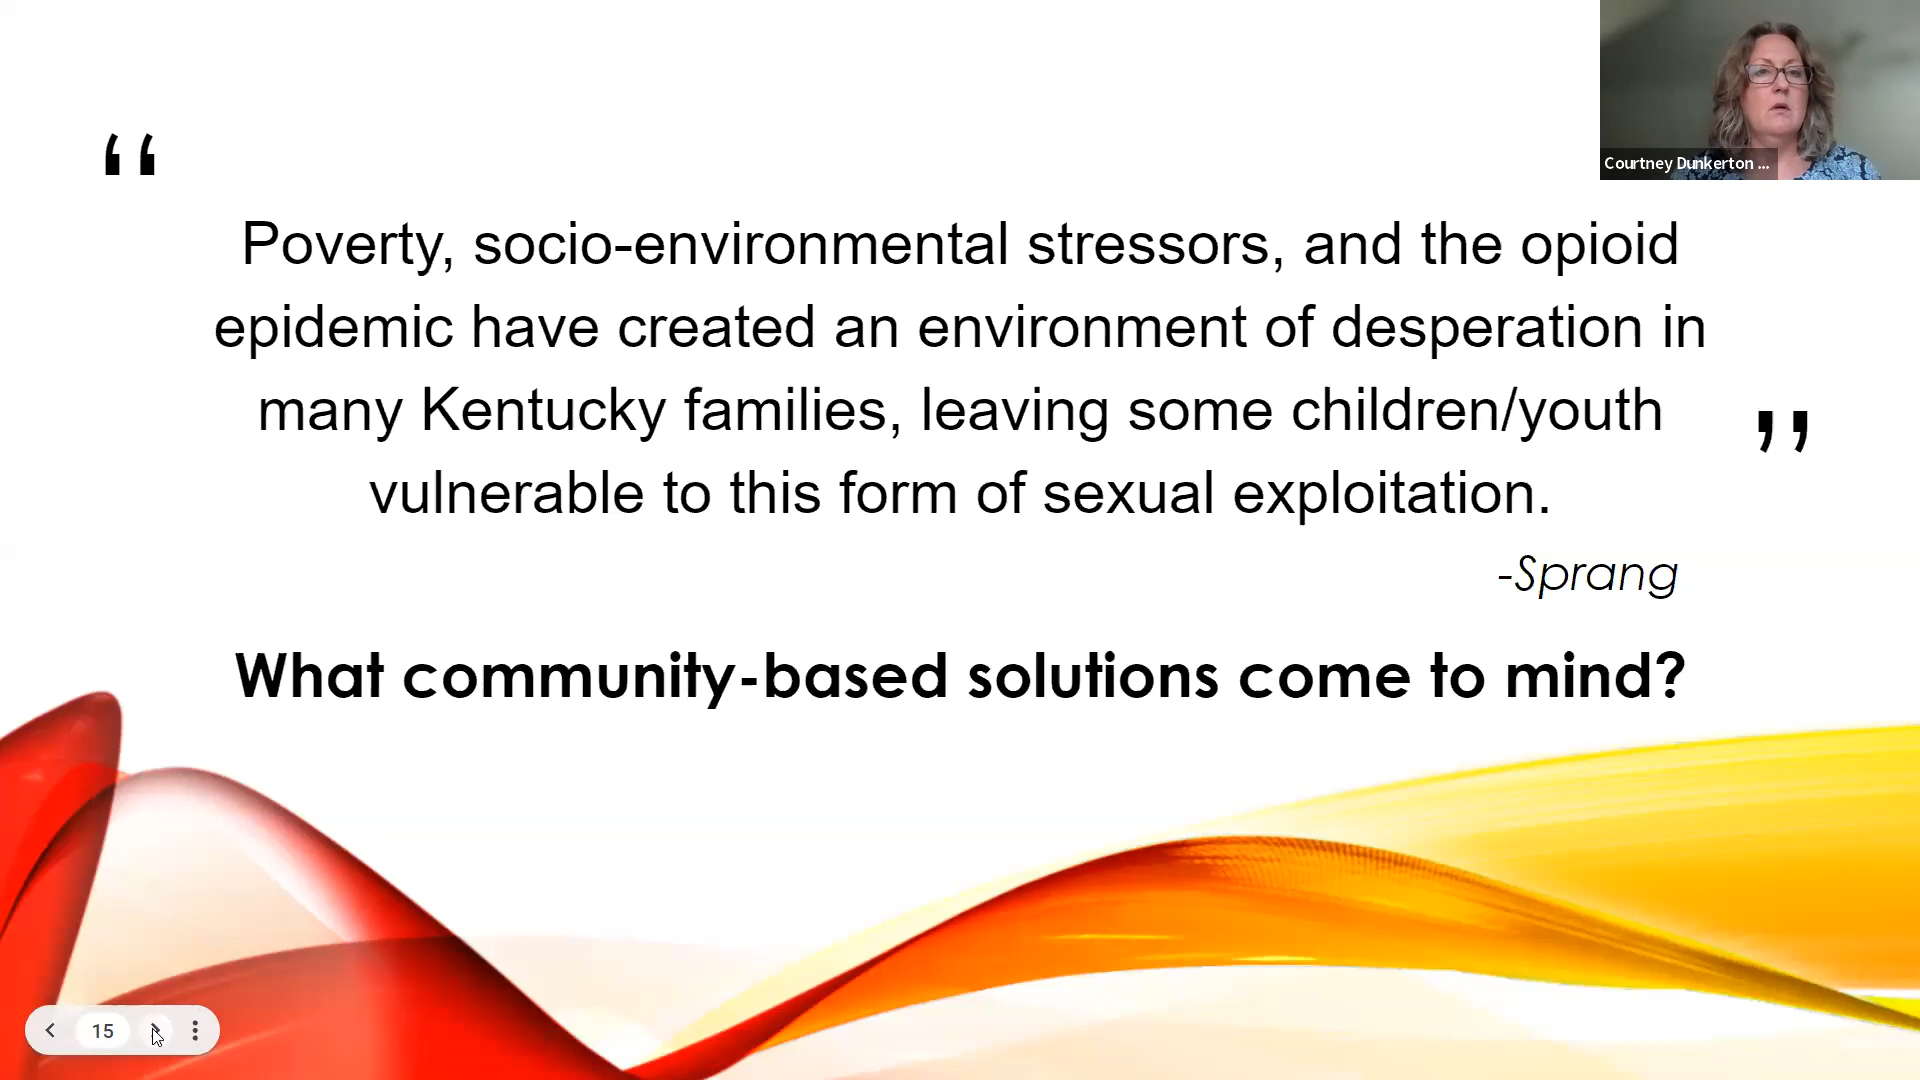 Courtney Dunkerton ...
“
Poverty, socio-environmental stressors, and the opioid
epidemic have created an environment of desperation in
many Kentucky families, leaving some children/youth
vulnerable to this form of sexual exploitation.
”
-Sprang
What community-based solutions come to mind?
15